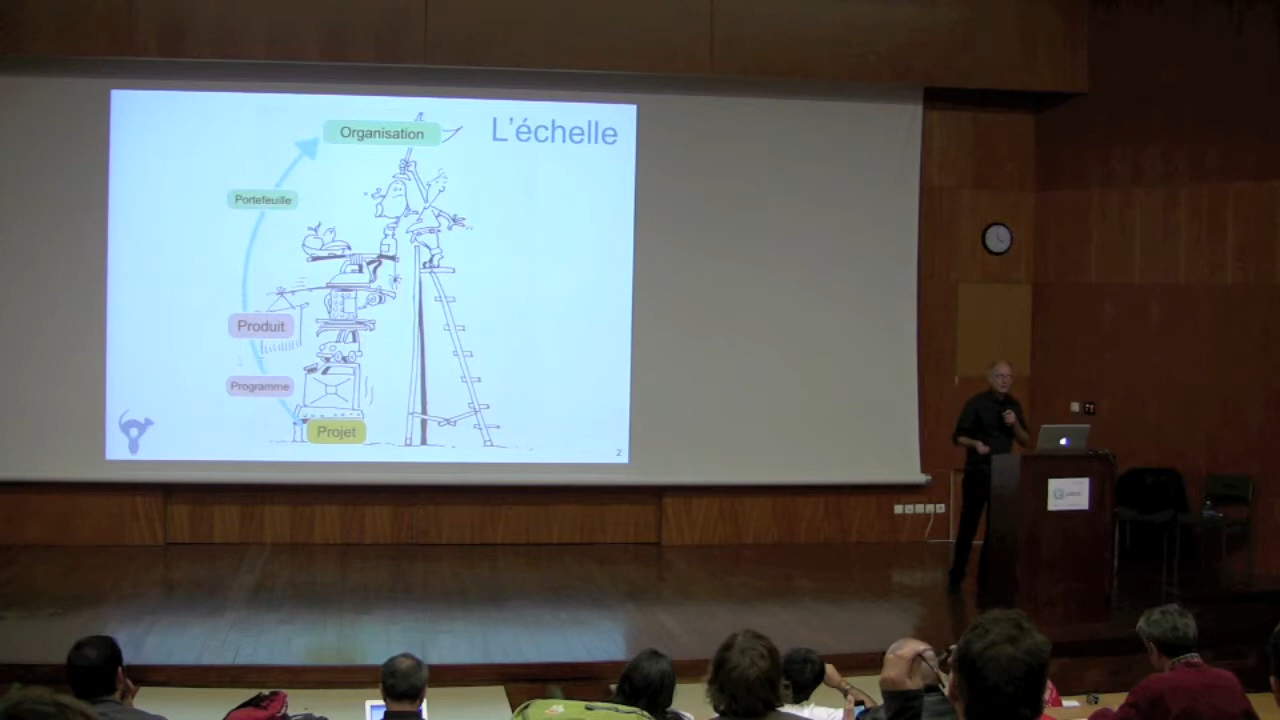 L'échelle
Organisation
Portefeuille
Produit
Programme
Projet
2